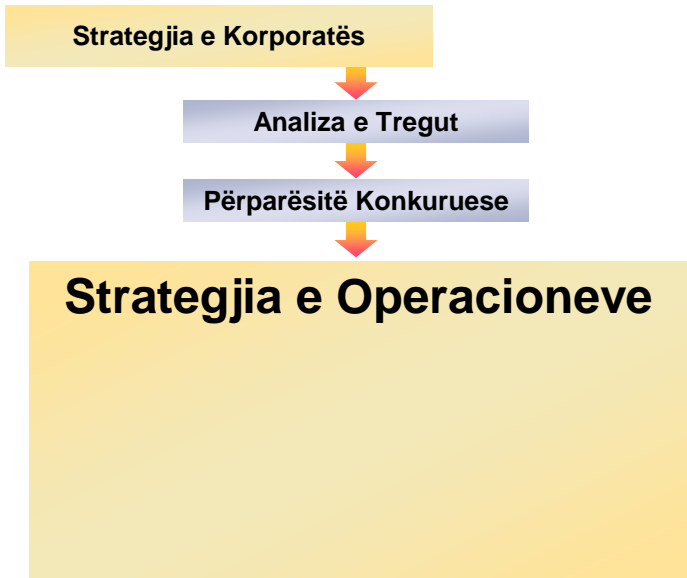 Strategjia e Korporatës
Analiza e Tregut
Përparësitë Konkuruese
Strategjia e Operacioneve